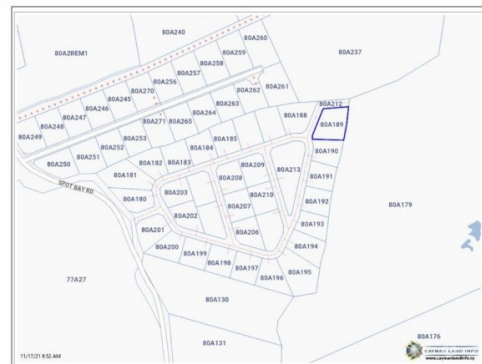 80A240
80A260
80A2REM1
80A259
80A237
80A258
80A257
80A256
80A270
80A262
80A261
80A245
80A263
80A212
80A246
80A264
80A188
80A247
80A271
80A265
80A189
80A248
80A185
80A249
80A253
80A184
80A190
80A252
80A182
80A183
80A209
80A250
80A251
80A213
80A181
80A208
80A191
80A203
80A210
80A180
80A192
SPOT BAY RD
80A207
80A202
80A193
80A201
80A206
80A200
80A199
80A194
80A179
80A198
80A197
80A196
80A195
77A27
80A130
80A131
80A176
11/17/21 8:52 AM
CAYMAN LAND INFO
www.caymanlandinfo.ky